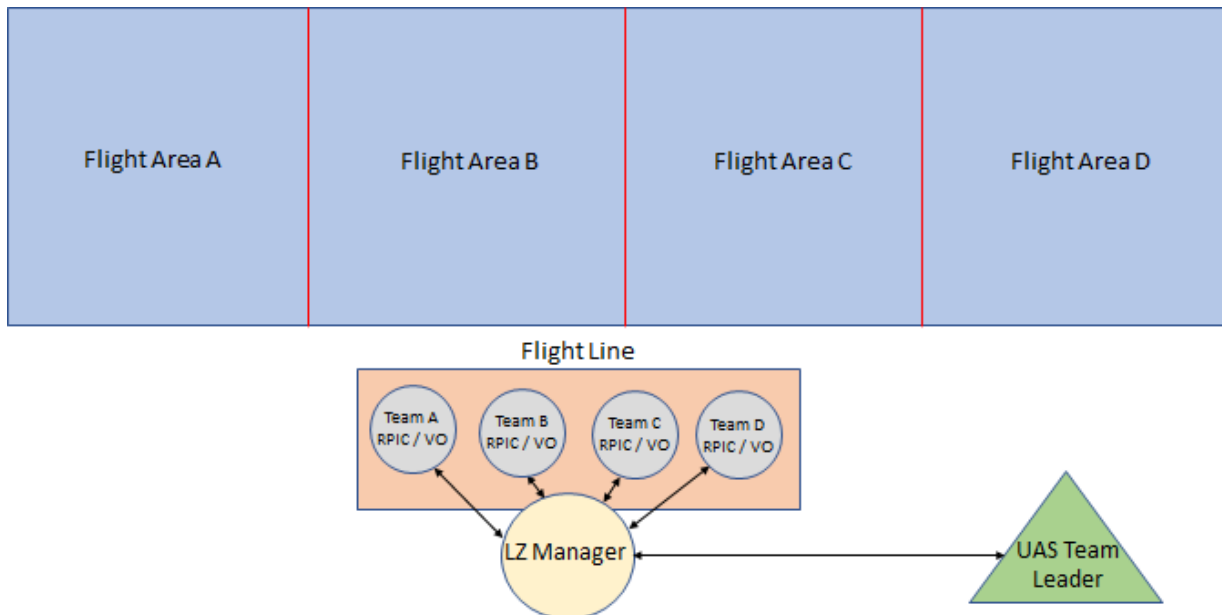 Flight Area A
Flight Area B
Flight Area C
Flight Area D
Flight Line
Team A
RPIC / VO
Team B
RPIC / VO
Team C
RPIC / VO
Team D
RPIC / VO
LZ Manager
UAS Team
Leader